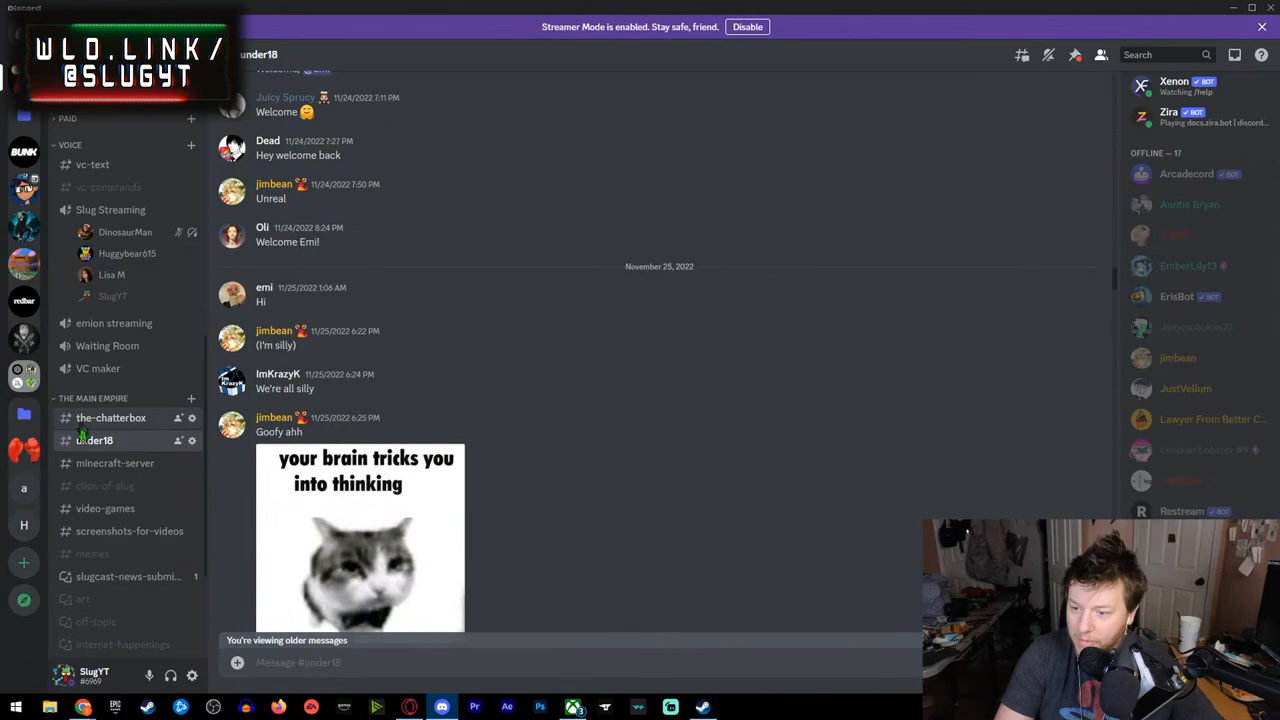 Discord
Streamer Mode is enabled. Stay safe, friend.
Disable
WLO.LINK/
@SLUGYT
under18
Search
PAID
VOICE
vc-text
vc-commands
Slug Streaming
DinosaurMan
Huggybear615
Lisa M
SlugYT
emion streaming
Waiting Room
VC maker
THE MAIN EMPIRE
the-chatterbox
under18
minecraft-server
clips-of-slug
video-games
screenshots-for-videos
memes
slugcast-news-submi... 1
art
off-topic
internet-happenings
SlugYT
#6969
BUNK
redbar
a
H
Juicy Sprucy 11/24/2022 7:11 PM
Welcome
Dead 11/24/2022 7:27 PM
Hey welcome back
jimbean 11/24/2022 7:50 PM
Unreal
Oli 11/24/2022 8:24 PM
Welcome Emi!
November 25, 2022
emi 11/25/2022 1:06 AM
Hi
jimbean 11/25/2022 6:22 PM
(I'm silly)
ImKrazyK 11/25/2022 6:24 PM
We're all silly
jimbean 11/25/2022 6:25 PM
Goofy ahh
your brain tricks you
into thinking
You're viewing older messages
Message #under18
Xenon BOT
Watching /help
Zira BOT
Playing docs.zira.bot | discord...
OFFLINE — 17
Arcadecord BOT
Auntie Bryan
EmberLily13
ErisBot BOT
Jamescookies20
jimbean
JustVellum
Lawyer From Better C...
Lesbian Lobster #9
Restream BOT